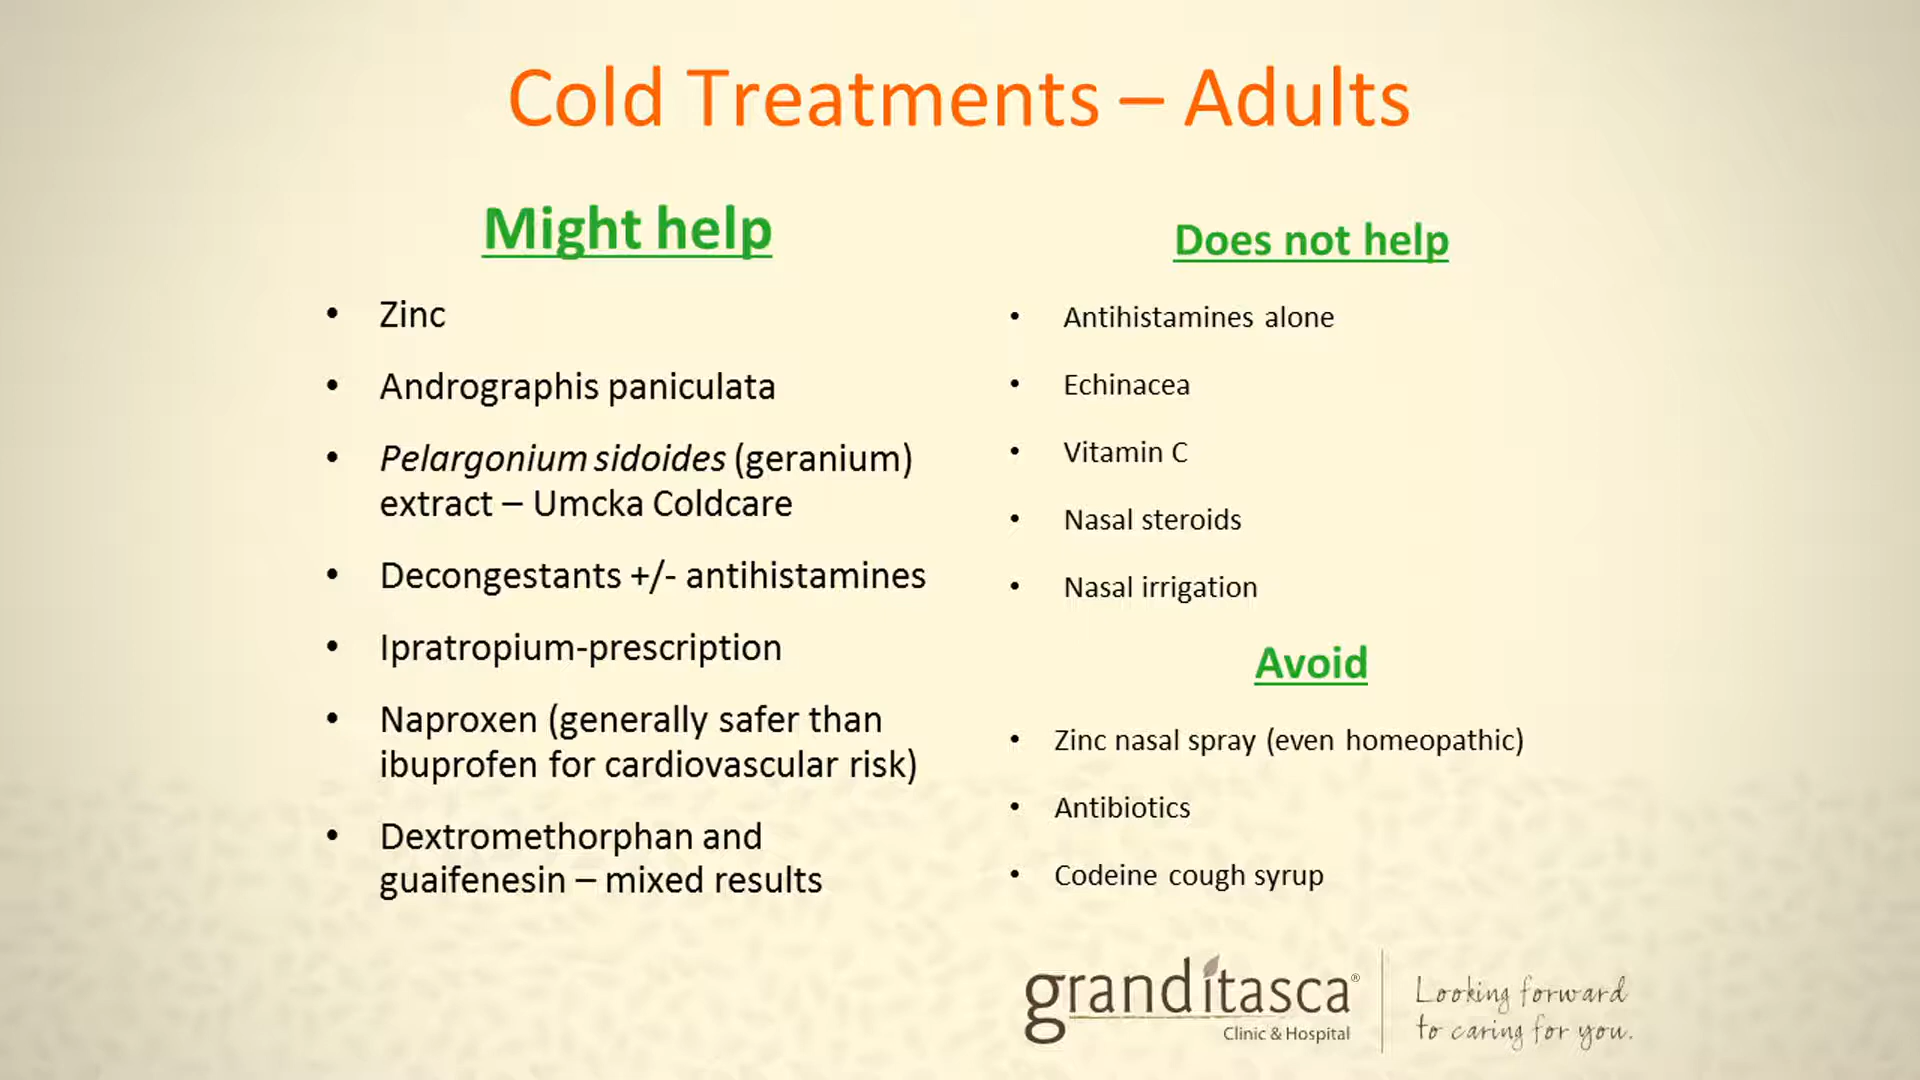 Cold Treatments – Adults
Might help
• Zinc
• Andrographis paniculata
• Pelargonium sidoides (geranium)
extract – Umcka Coldcare
• Decongestants +/- antihistamines
• Ipratropium-prescription
• Naproxen (generally safer than
ibuprofen for cardiovascular risk)
• Dextromethorphan and
guaifenesin – mixed results
Does not help
• Antihistamines alone
• Echinacea
• Vitamin C
• Nasal steroids
• Nasal irrigation
Avoid
• Zinc nasal spray (even homeopathic)
• Antibiotics
• Codeine cough syrup
granditasca®
Clinic & Hospital
Looking forward
to caring for you.